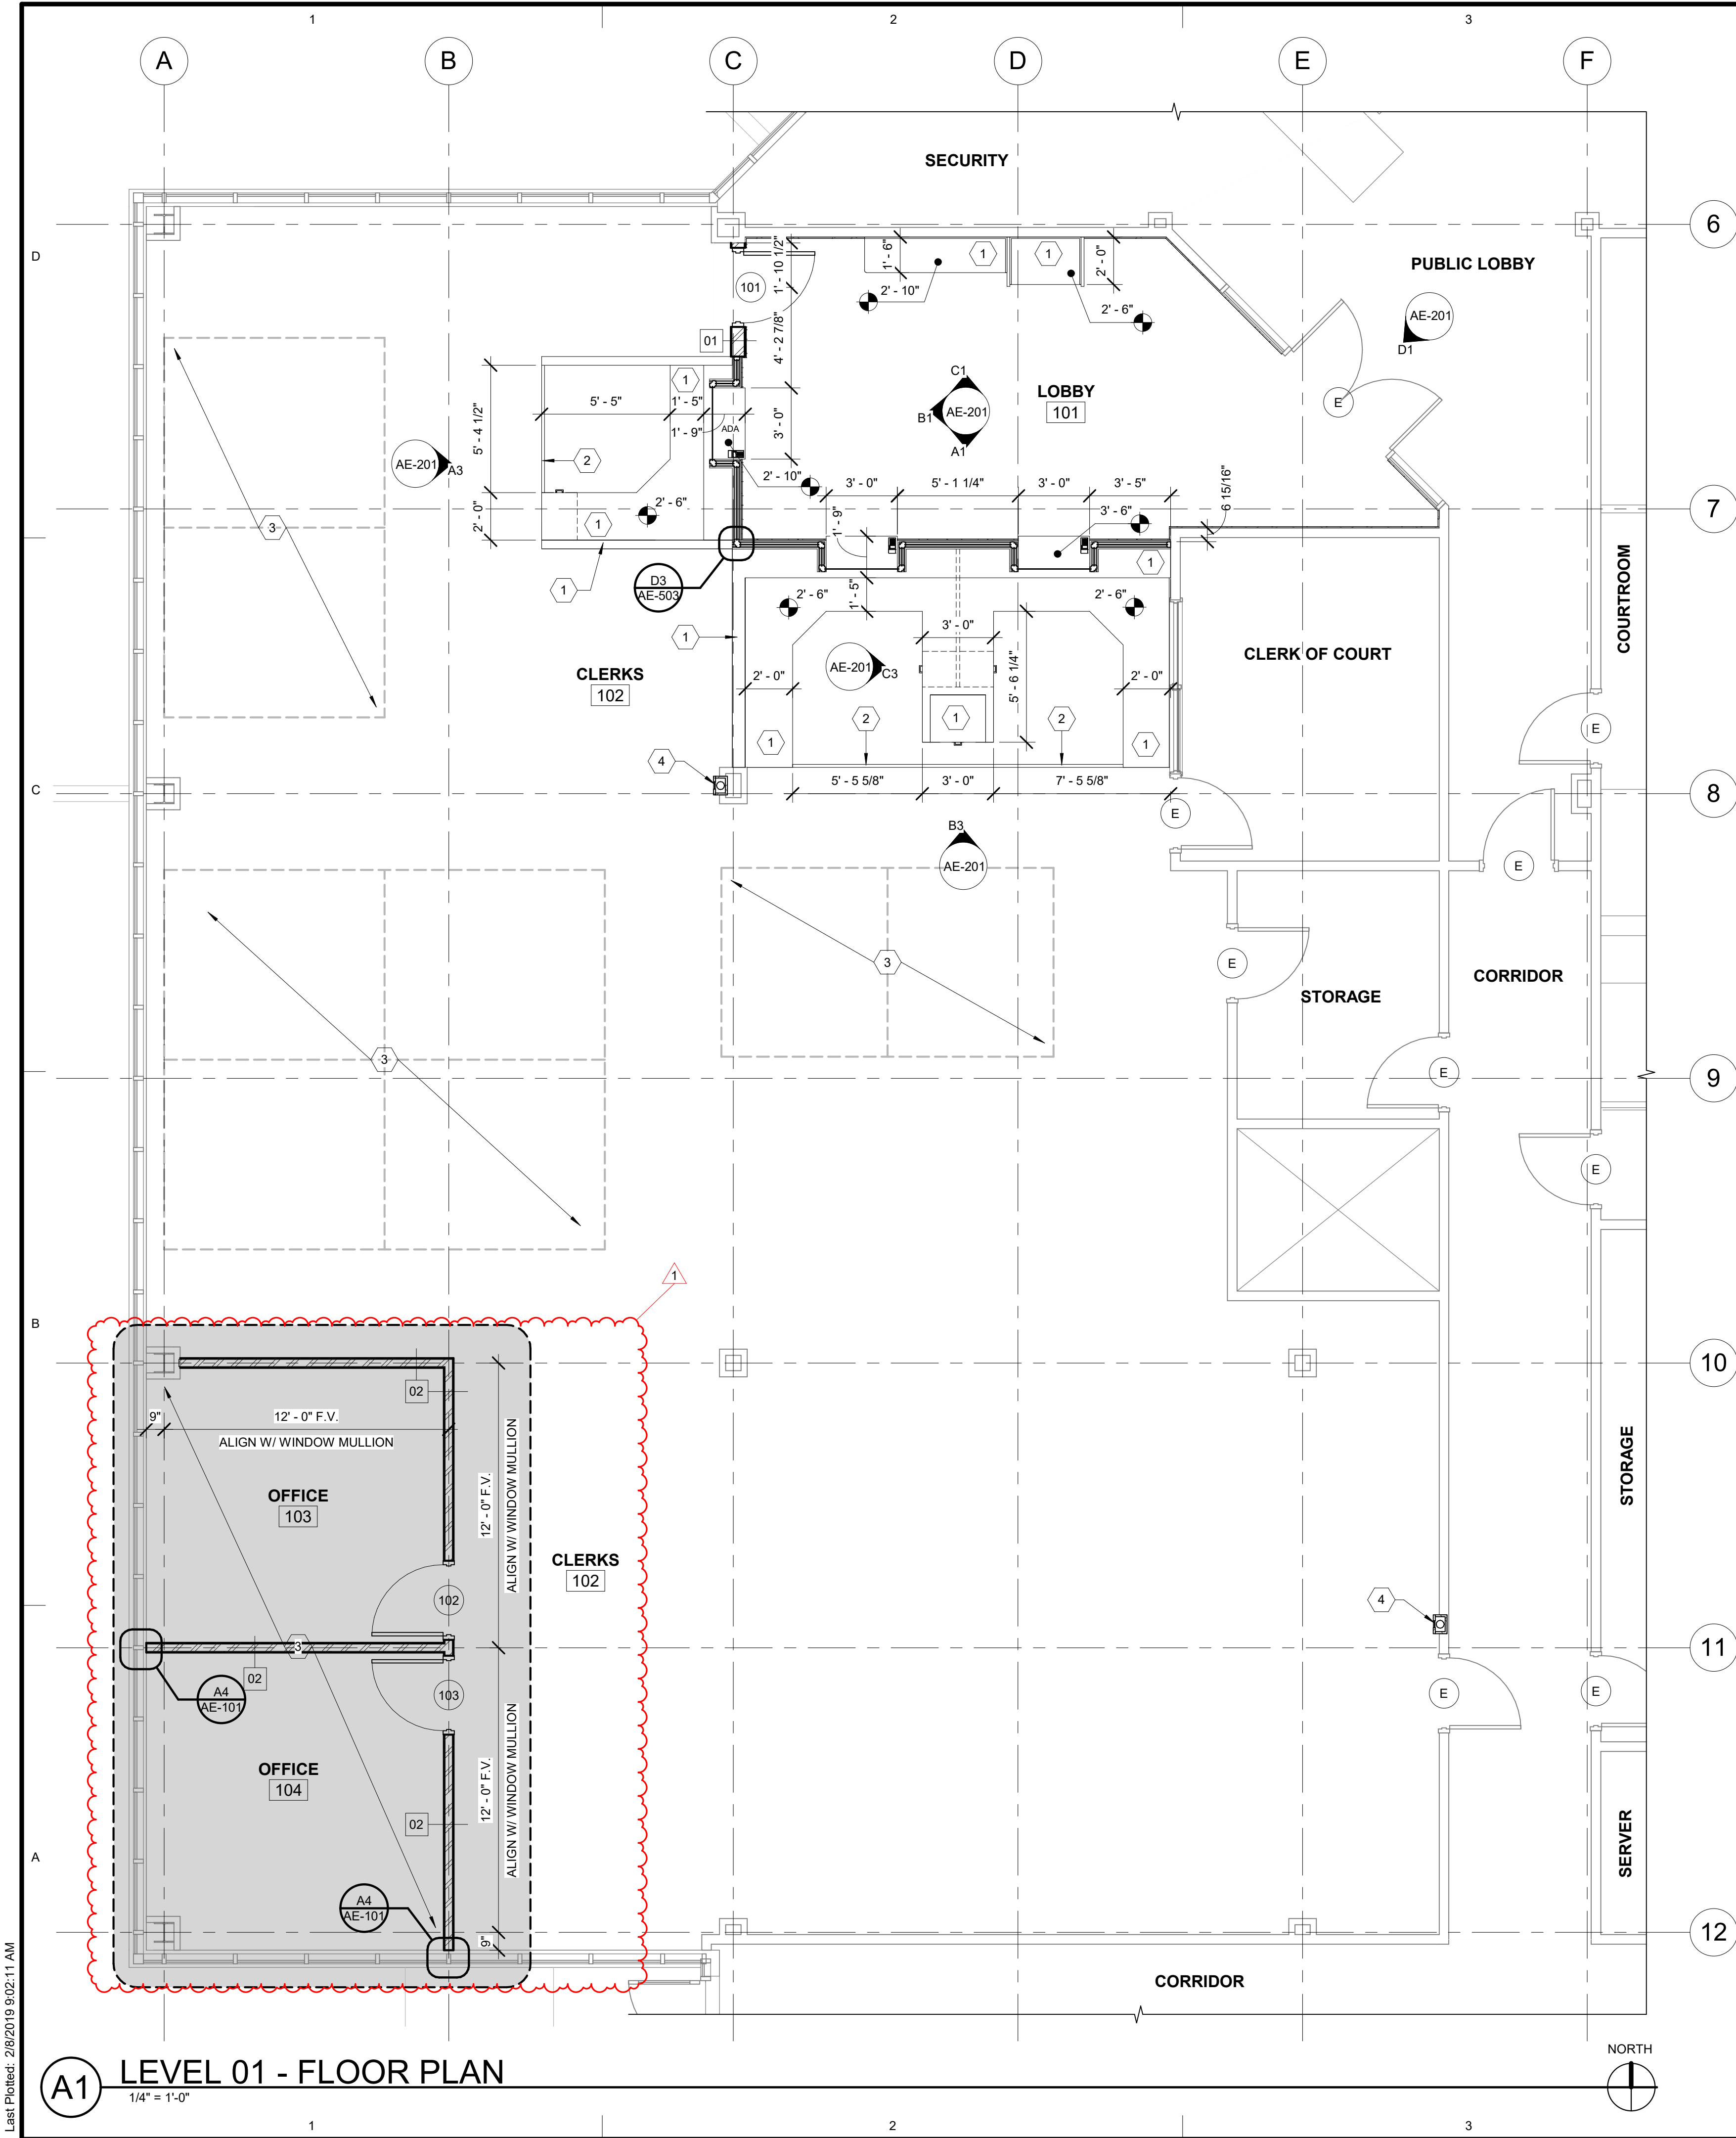 1
2
3
A
B
C
D
E
F
SECURITY
6
D
PUBLIC LOBBY
1' - 10 1/2"
1' - 6"
1
1
2' - 0"
101
2' - 10"
2' - 6"
AE-201
D1
01
4' - 2 7/8"
C1
B1
AE-201
A1
LOBBY
101
E
5' - 4 1/2"
5' - 5"
1
1' - 5"
1' - 9"
ADA
3' - 0"
AE-201
A3
2
2' - 10"
3' - 0"
5' - 1 1/4"
3' - 0"
3' - 5"
6 15/16"
2' - 0"
2' - 6"
1
3' - 6"
7
3
1' - 9"
1
1
D3
AE-503
1' - 5"
2' - 6"
2' - 6"
COURTROOM
1
3' - 0"
CLERK OF COURT
CLERKS
102
AE-201
C3
2' - 0"
5' - 6 1/4"
2' - 0"
2
1
2
1
1
E
4
5' - 5 5/8"
3' - 0"
7' - 5 5/8"
C
8
E
B3
AE-201
E
3
E
STORAGE
CORRIDOR
3
E
9
E
1
B
10
02
9"
12' - 0" F.V.
ALIGN W/ WINDOW MULLION
12' - 0" F.V.
ALIGN W/ WINDOW MULLION
OFFICE
103
STORAGE
CLERKS
102
102
4
3
11
02
A4
AE-101
103
E
E
OFFICE
104
12' - 0" F.V.
ALIGN W/ WINDOW MULLION
02
A
SERVER
A4
AE-101
9"
12
CORRIDOR
Last Plotted: 2/8/2019 9:02:11 AM
A1
LEVEL 01 - FLOOR PLAN
1/4" = 1'-0"
NORTH
1
2
3